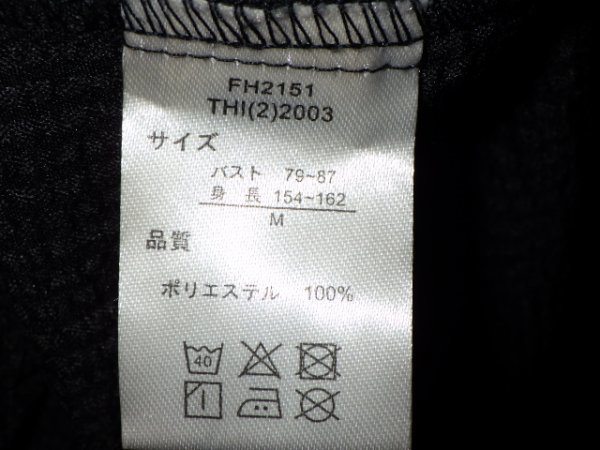 FH2151
THI(2)2003
サイズ
バスト 79~87
身 長 154~162
M
品質
ポリエステル 100%
40